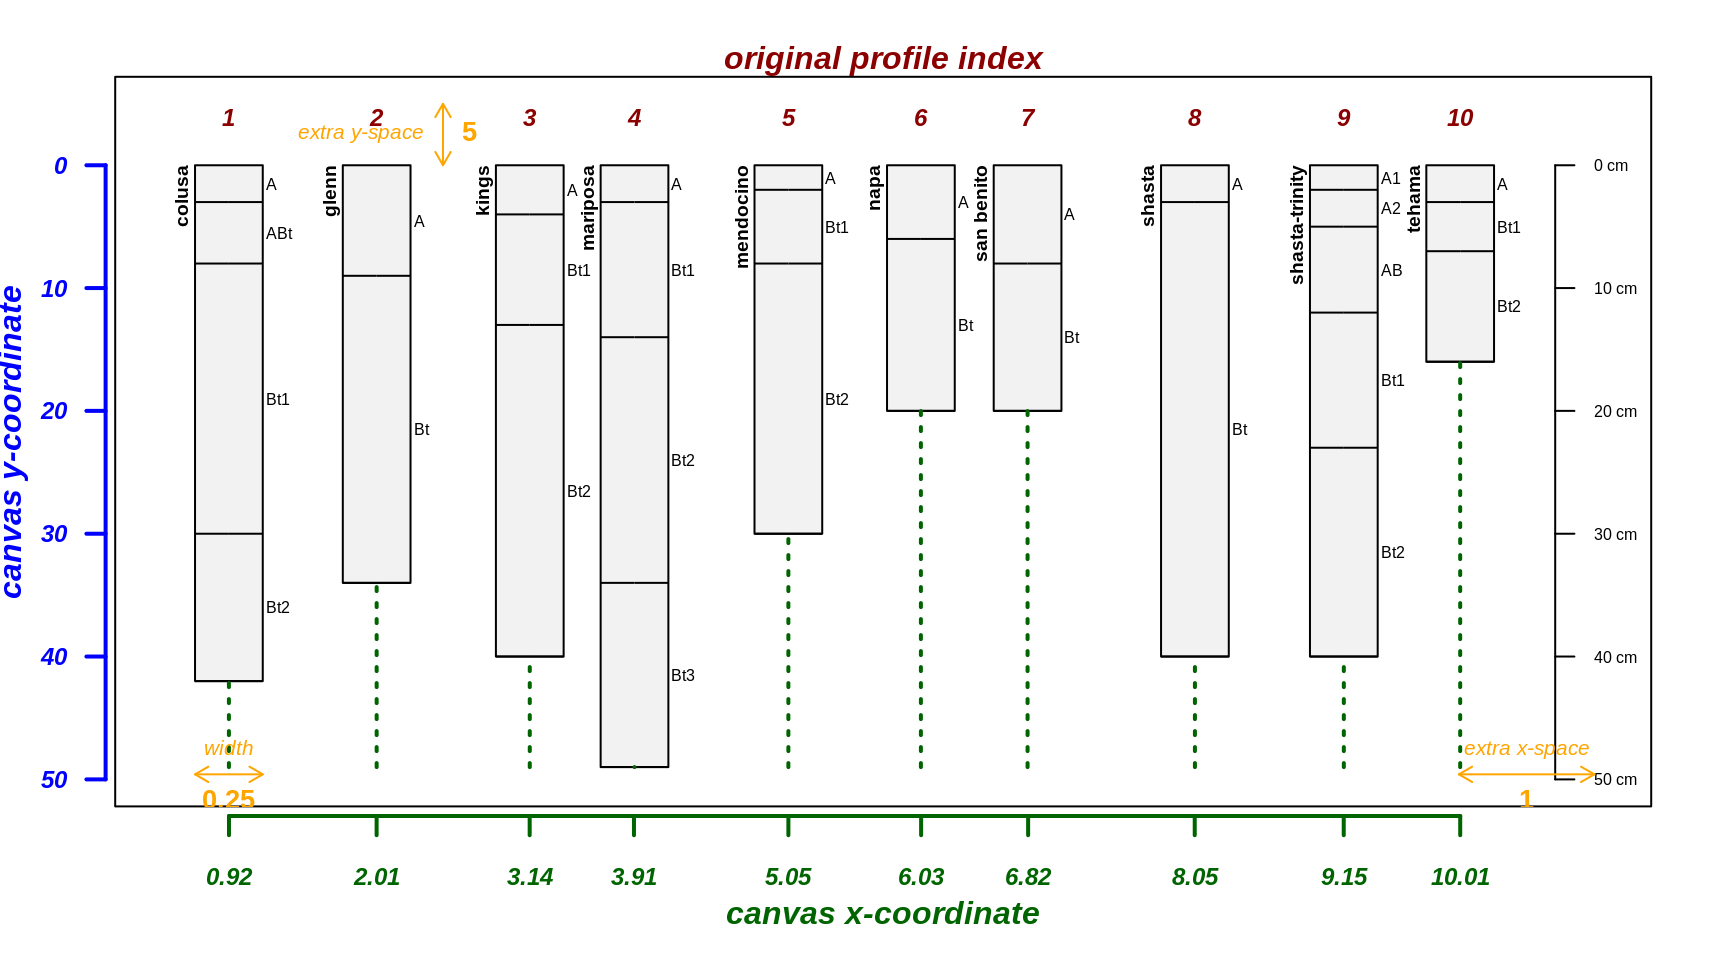 original profile index
1 2 3 4 5 6 7 8 9 10
extra y-space 5
canvas y-coordinate
0
10
20
30
40
50
colusa
A
ABt
Bt1
Bt2
glenn
A
Bt
kings
A
Bt1
Bt2
mariposa
A
Bt1
Bt2
Bt3
mendocino
A
Bt1
Bt2
napa
A
Bt
san benito
A
Bt
shasta
A
Bt
shasta-trinity
A1
A2
AB
Bt1
Bt2
tehama
A
Bt1
Bt2
0 cm
10 cm
20 cm
30 cm
40 cm
50 cm
width
0.25
extra x-space
1
0.92 2.01 3.14 3.91 5.05 6.03 6.82 8.05 9.15 10.01
canvas x-coordinate